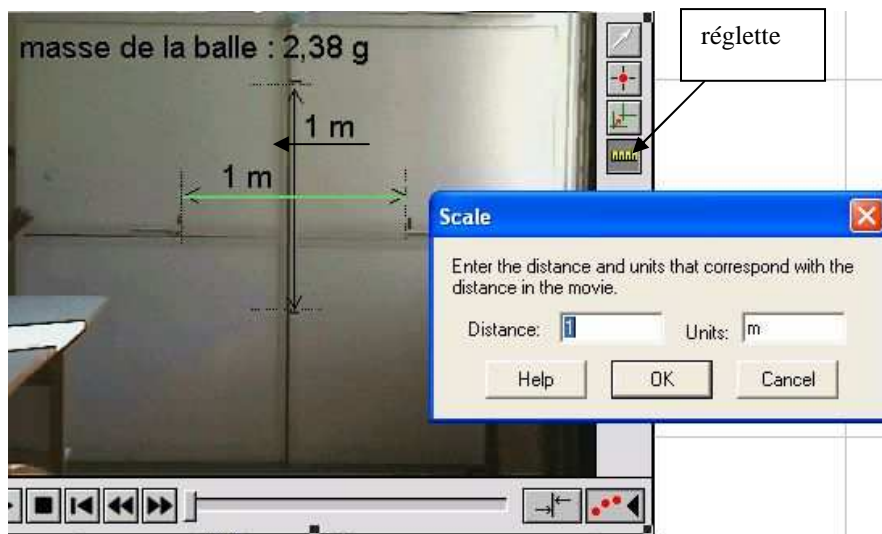 masse de la balle : 2,38 g
réglette
1 m
1 m
Scale
Enter the distance and units that correspond with the
distance in the movie.
Distance: 1 Units: m
Help OK Cancel